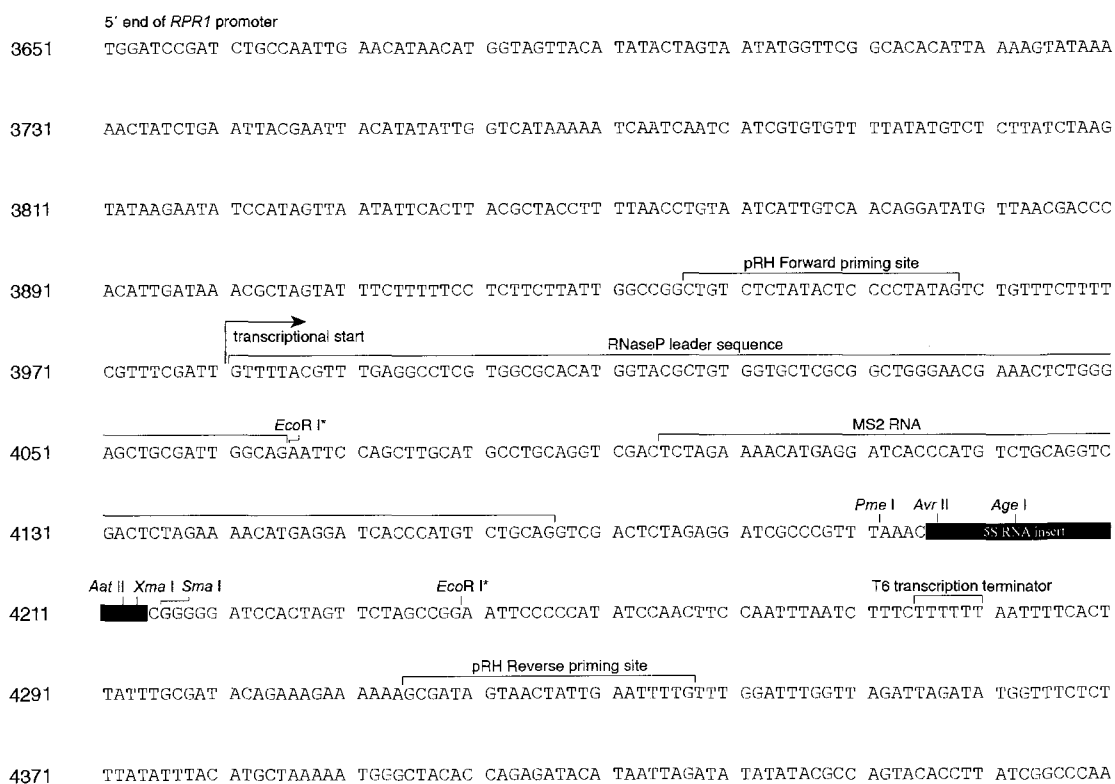 5′ end of RPR1 promoter
3651 TGGATCCGAT CTGCCAATTG AACATAACAT GGTAGTTACA TATACTAGTA ATATGGTTCG GCACACATTA AAAGTATAAA
3731 AACTATCTGA ATTACGAATT ACATATATTG GTCATAAAAA TCAATCAATC ATCGTGTGTT TTATATGTCT CTTATCTAAG
3811 TATAAGAATA TCCATAGTTA ATATTCACTT ACGCTACCTT TTAACCTGTA ATCATTGTCA ACAGGATATG TTAACGACCC
pRH Forward priming site
3891 ACATTGATAA ACGCTAGTAT TTCTTTTTCC TCTTCTTATT GGCCGGCTGT CTCTATACTC CCCTATAGTC TGTTTCTTTT
transcriptional start
RNaseP leader sequence
3971 CGTTTCGATT GTTTTACGTT TGAGGCCTCG TGGCGCACAT GGTACGCTGT GGTGCTCGCG GCTGGGAACG AAACTCTGGG
EcoR I* MS2 RNA
4051 AGCTGCGATT GGCAGAATTC CAGCTTGCAT GCCTGCAGGT CGACTCTAGA AAACATGAGG ATCACCCATG TCTGCAGGTC
Pme I Avr II Age I
4131 GACTCTAGAA AACATGAGGA TCACCCATGT CTGCAGGTCG ACTCTAGAGG ATCGCCCGTT TAAAC 5S RNA insert
Aat II Xma I Sma I EcoR I* T6 transcription terminator
4211 CGGGGG ATCCACTAGT TCTAGCCGGA ATTCCCCCAT ATCCAACTTC CAATTTAATC TTTCTTTTTT AATTTTCACT
pRH Reverse priming site
4291 TATTTGCGAT ACAGAAAGAA AAAAGCGATA GTAACTATTG AATTTTGTTT GGATTTGGTT AGATTAGATA TGGTTTCTCT
4371 TTATATTTAC ATGCTAAAAA TGGGCTACAC CAGAGATACA TAATTAGATA TATATACGCC AGTACACCTT ATCGGCCCAA